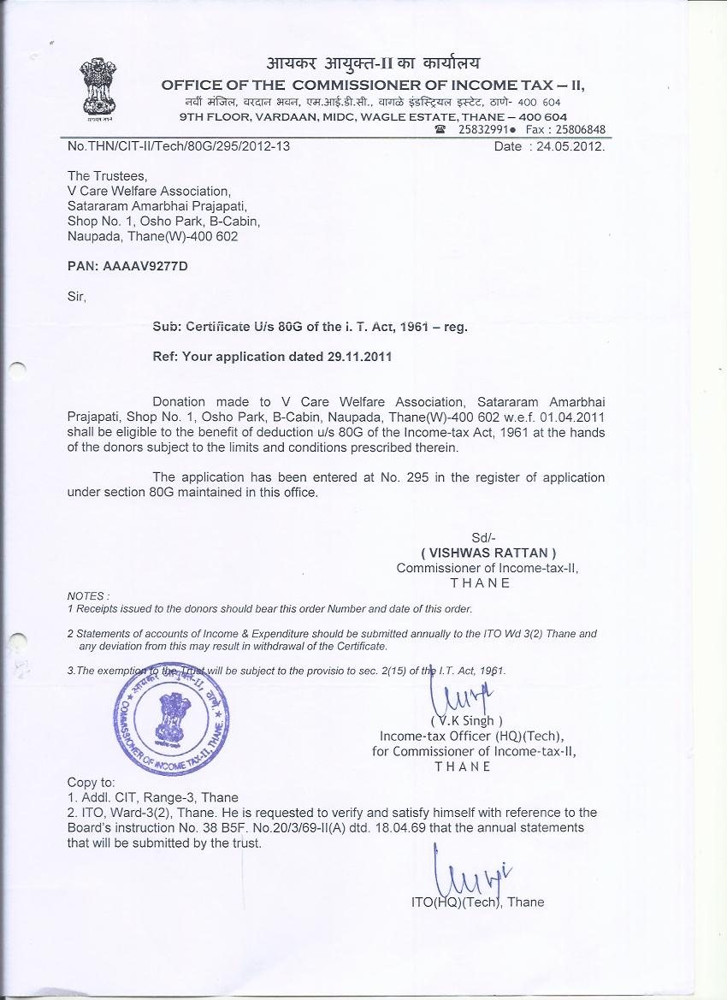 आयकर आयुक्त-II का कार्यालय
OFFICE OF THE COMMISSIONER OF INCOME TAX – II,
नवीं मंजिल, वरदान भवन, एम.आई.डी.सी., वागळे इंडस्ट्रियल इस्टेट, ठाणे- 400 604
9TH FLOOR, VARDAAN, MIDC, WAGLE ESTATE, THANE – 400 604
☎ 25832991● Fax : 25806848
No.THN/CIT-II/Tech/80G/295/2012-13 Date : 24.05.2012.
The Trustees,
V Care Welfare Association,
Satararam Amarbhai Prajapati,
Shop No. 1, Osho Park, B-Cabin,
Naupada, Thane(W)-400 602
PAN: AAAAV9277D
Sir,
Sub: Certificate U/s 80G of the i. T. Act, 1961 – reg.
Ref: Your application dated 29.11.2011
Donation made to V Care Welfare Association, Satararam Amarbhai
Prajapati, Shop No. 1, Osho Park, B-Cabin, Naupada, Thane(W)-400 602 w.e.f. 01.04.2011
shall be eligible to the benefit of deduction u/s 80G of the Income-tax Act, 1961 at the hands
of the donors subject to the limits and conditions prescribed therein.
The application has been entered at No. 295 in the register of application
under section 80G maintained in this office.
Sd/-
( VISHWAS RATTAN )
Commissioner of Income-tax-II,
T H A N E
NOTES :
1 Receipts issued to the donors should bear this order Number and date of this order.
2 Statements of accounts of Income & Expenditure should be submitted annually to the ITO Wd 3(2) Thane and
any deviation from this may result in withdrawal of the Certificate.
3.The exemption to the Trust will be subject to the provisio to sec. 2(15) of the I.T. Act, 1961.
आयकर आयुक्त-II, ठाणे.
COMMISSIONER OF INCOME TAX-II, THANE.
( V.K Singh )
Income-tax Officer (HQ)(Tech),
for Commissioner of Income-tax-II,
T H A N E
Copy to:
1. Addl. CIT, Range-3, Thane
2. ITO, Ward-3(2), Thane. He is requested to verify and satisfy himself with reference to the
Board's instruction No. 38 B5F. No.20/3/69-II(A) dtd. 18.04.69 that the annual statements
that will be submitted by the trust.
ITO(HQ)(Tech), Thane